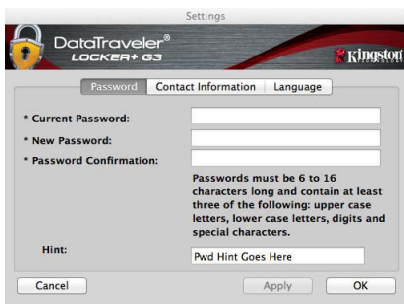 Settings
DataTraveler®
LOCKER+ G3
Kingston
Password
Contact Information
Language
* Current Password:
* New Password:
* Password Confirmation:
Passwords must be 6 to 16
characters long and contain at least
three of the following: upper case
letters, lower case letters, digits and
special characters.
Hint:
Pwd Hint Goes Here
Cancel
Apply
OK